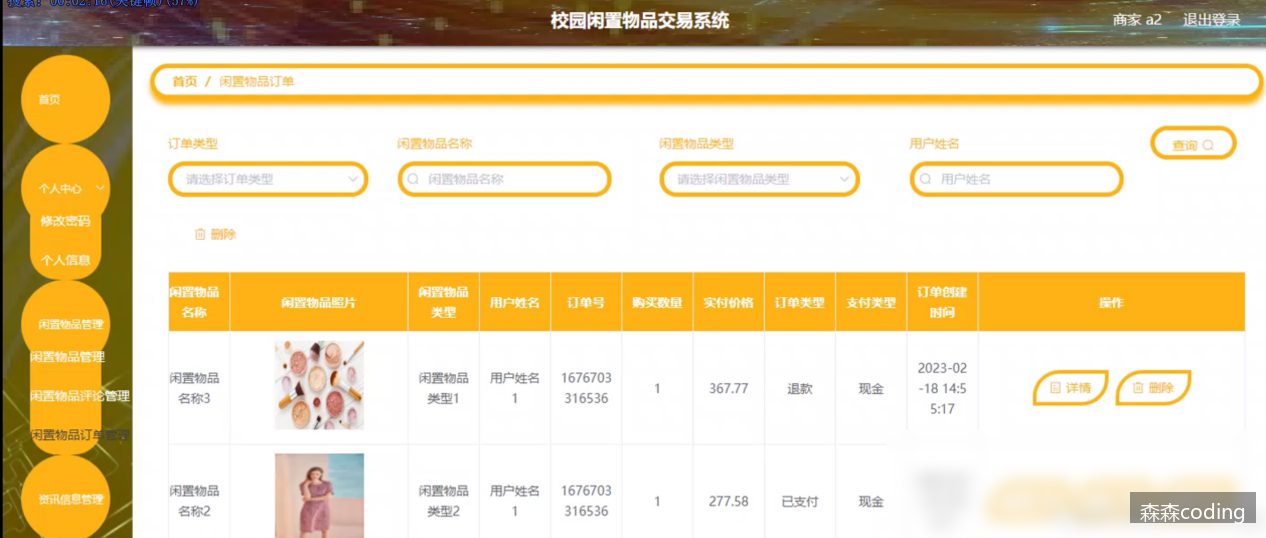 校园闲置物品交易系统
商家 a2 退出登录
首页
个人中心
修改密码
个人信息
闲置物品管理
闲置物品管理
闲置物品评论管理
闲置物品订单管理
资讯信息管理
首页 / 闲置物品订单
订单类型 闲置物品名称 闲置物品类型 用户姓名
请选择订单类型 闲置物品名称 请选择闲置物品类型 用户姓名 查询
删除
闲置物品名称 闲置物品照片 闲置物品类型 用户姓名 订单号 购买数量 实付价格 订单类型 支付类型 订单创建时间 操作
闲置物品名称3 闲置物品类型1 用户姓名1 1676703316536 1 367.77 退款 现金 2023-02-18 14:55:17 详情 删除
闲置物品名称2 闲置物品类型2 用户姓名1 1676703316536 1 277.58 已支付 现金
森森coding